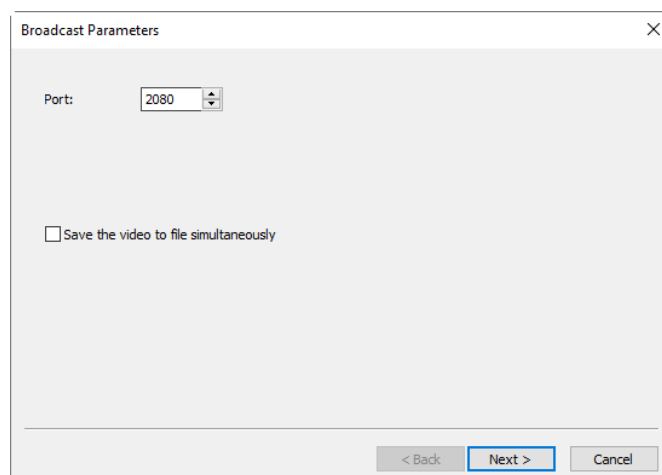 Broadcast Parameters
Port: 2080
Save the video to file simultaneously
< Back Next > Cancel